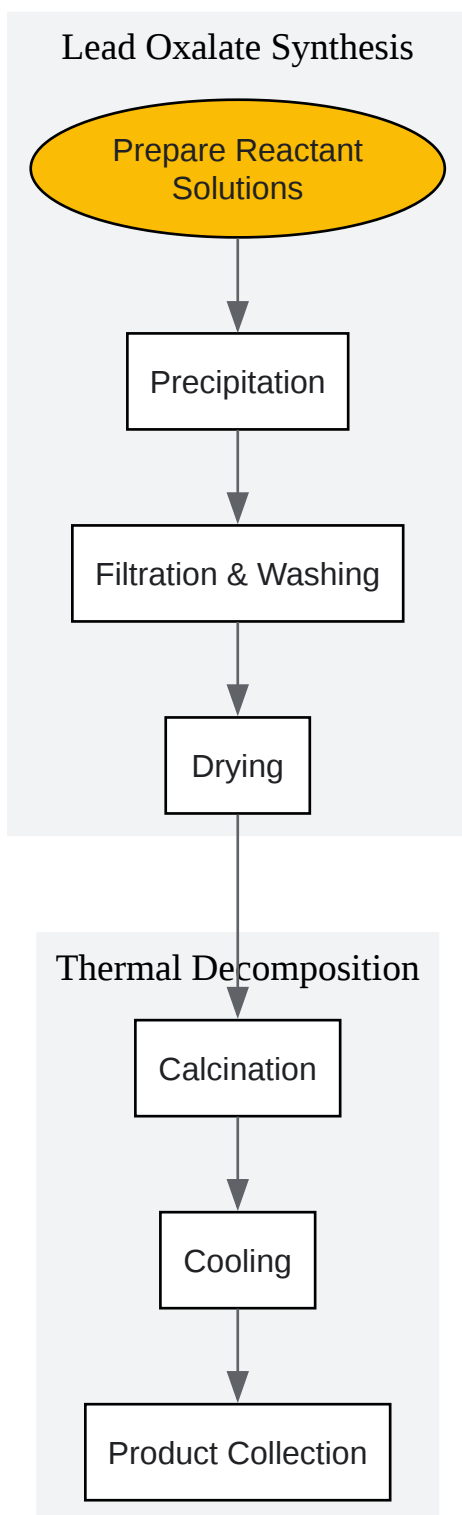 Lead Oxalate Synthesis
Prepare Reactant
Solutions
Precipitation
Filtration & Washing
Drying
Thermal Decomposition
Calcination
Cooling
Product Collection